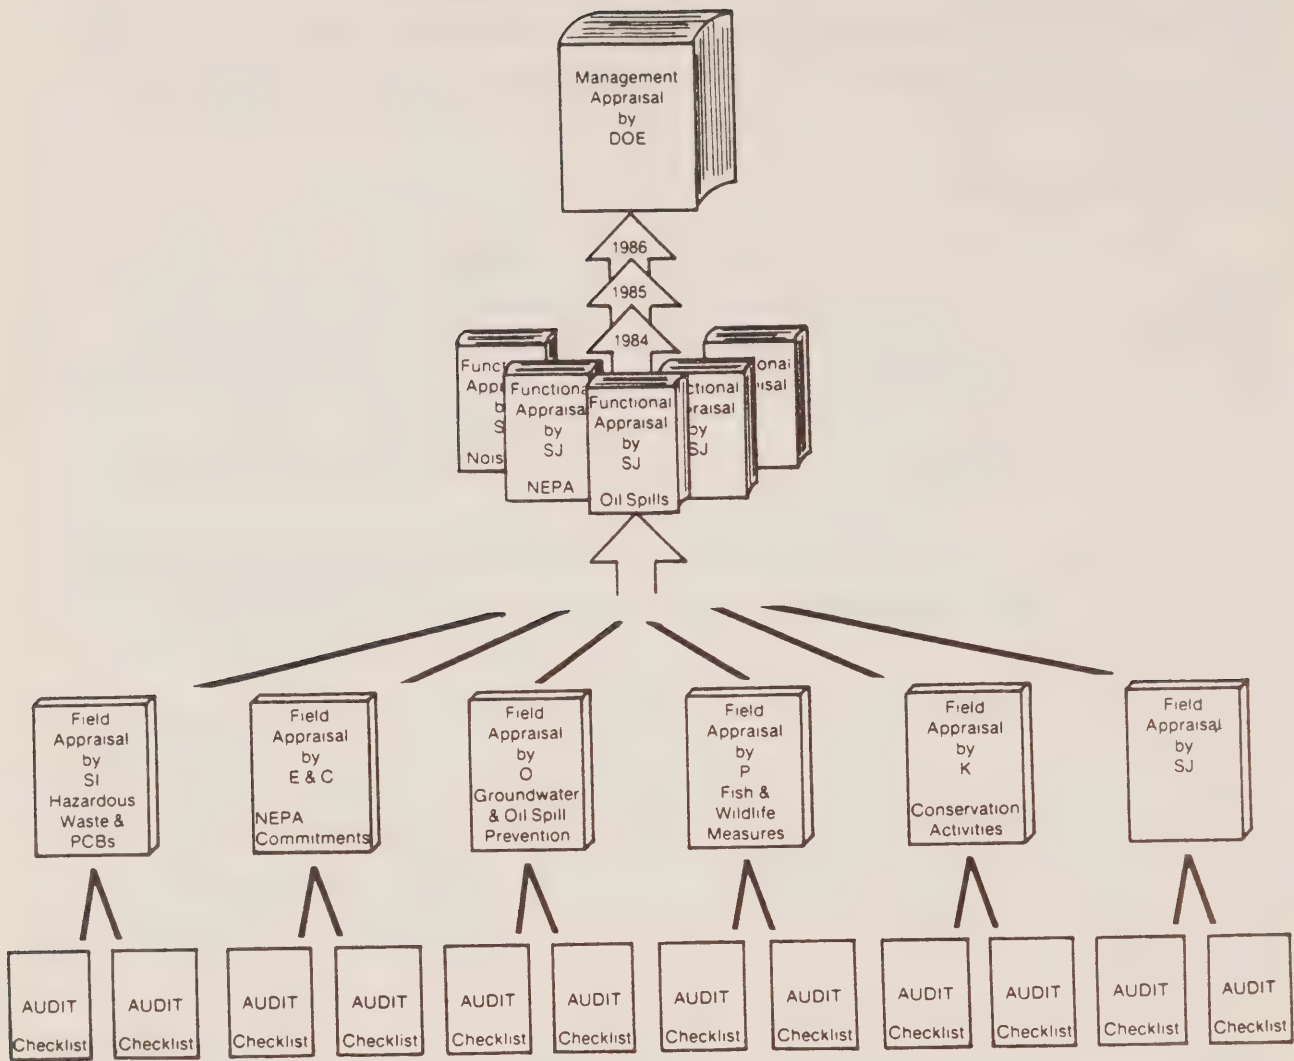 Management
Appraisal
by
DOE
1986
1985
1984
Functional
Appraisal
by
SJ
NEPA
Functional
Appraisal
by
SJ
Oil Spills
by
SJ
Field
Appraisal
by
SI
Hazardous
Waste &
PCBs
Field
Appraisal
by
E & C
NEPA
Commitments
Field
Appraisal
by
O
Groundwater
& Oil Spill
Prevention
Field
Appraisal
by
P
Fish &
Wildlife
Measures
Field
Appraisal
by
K
Conservation
Activities
Field
Appraisal
by
SJ
AUDIT
Checklist
AUDIT
Checklist
AUDIT
Checklist
AUDIT
Checklist
AUDIT
Checklist
AUDIT
Checklist
AUDIT
Checklist
AUDIT
Checklist
AUDIT
Checklist
AUDIT
Checklist
AUDIT
Checklist
AUDIT
Checklist